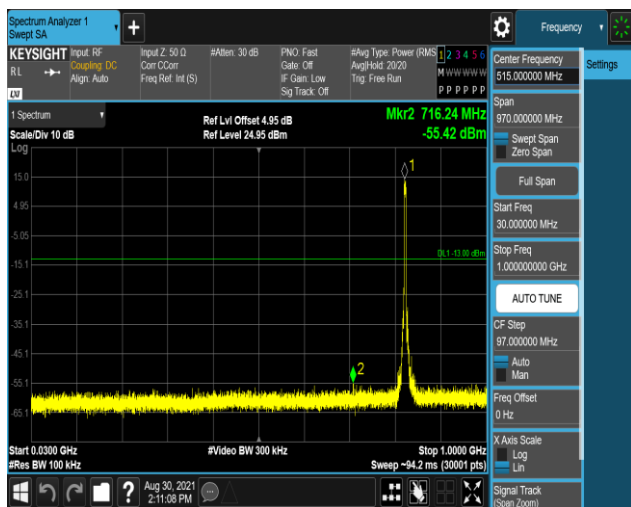 Spectrum Analyzer 1
Swept SA
+
Frequency
KEYSIGHT
Input: RF
Coupling: DC
Align: Auto
RL
LXI
Input Z: 50 Ω
Corr CCorr
Freq Ref: Int (S)
#Atten: 30 dB
PNO: Fast
Gate: Off
IF Gain: Low
Sig Track: Off
#Avg Type: Power (RMS
Avg|Hold: 20/20
Trig: Free Run
1 2 3 4 5 6
M W W W W W
P P P P P P
1 Spectrum
Scale/Div 10 dB
Log
Ref Lvl Offset 4.95 dB
Ref Level 24.95 dBm
Mkr2 716.24 MHz
-55.42 dBm
15.0
4.95
-5.05
-15.1
-25.1
-35.1
-45.1
-55.1
-65.1
1
DL1 -13.00 dBm
2
Start 0.0300 GHz
#Res BW 100 kHz
#Video BW 300 kHz
Stop 1.0000 GHz
Sweep ~94.2 ms (30001 pts)
?
Aug 30, 2021
2:11:08 PM
Center Frequency
515.000000 MHz
Span
970.000000 MHz
Swept Span
Zero Span
Full Span
Start Freq
30.000000 MHz
Stop Freq
1.000000000 GHz
AUTO TUNE
CF Step
97.000000 MHz
Auto
Man
Freq Offset
0 Hz
X Axis Scale
Log
Lin
Signal Track
(Span Zoom)
Settings